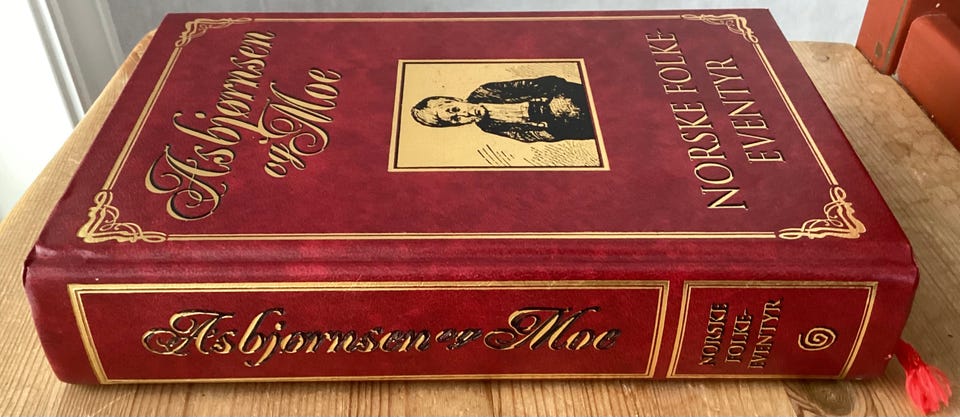 Asbjørnsen
og Moe
NORSKE FOLKE-
EVENTYR
Asbjørnsen og Moe
NORSKE
FOLKE-
EVENTYR